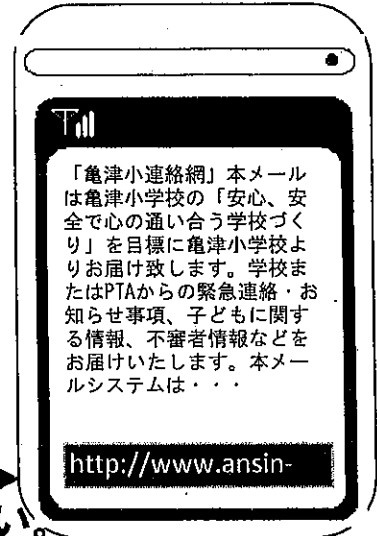 「亀津小連絡網」本メール
は亀津小学校の「安心、安
全で心の通い合う学校づく
り」を目標に亀津小学校よ
りお届け致します。学校ま
たはPTAからの緊急連絡・お
知らせ事項、子どもに関す
る情報、不審者情報などを
お届けいたします。本メー
ルシステムは・・・
http://www.ansin-